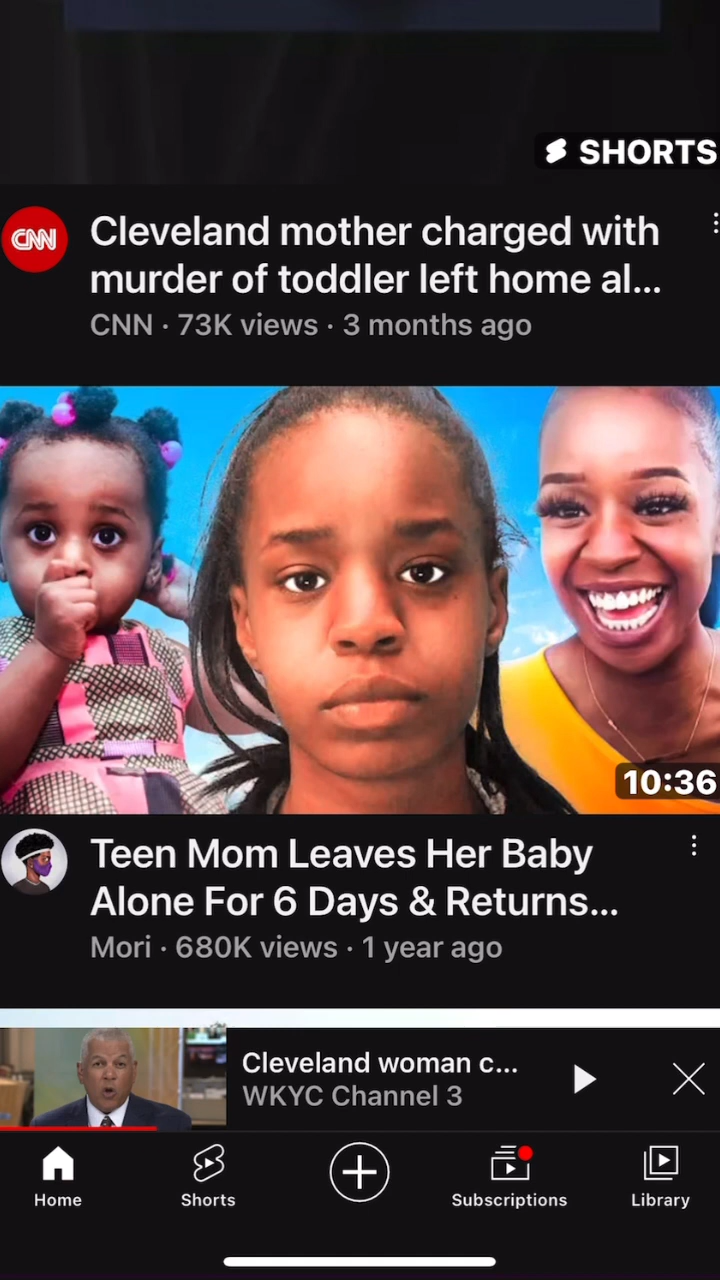 SHORTS
CNN
Cleveland mother charged with
murder of toddler left home al...
CNN · 73K views · 3 months ago
10:36
Teen Mom Leaves Her Baby
Alone For 6 Days & Returns...
Mori · 680K views · 1 year ago
Cleveland woman c...
WKYC Channel 3
Home
Shorts
Subscriptions
Library